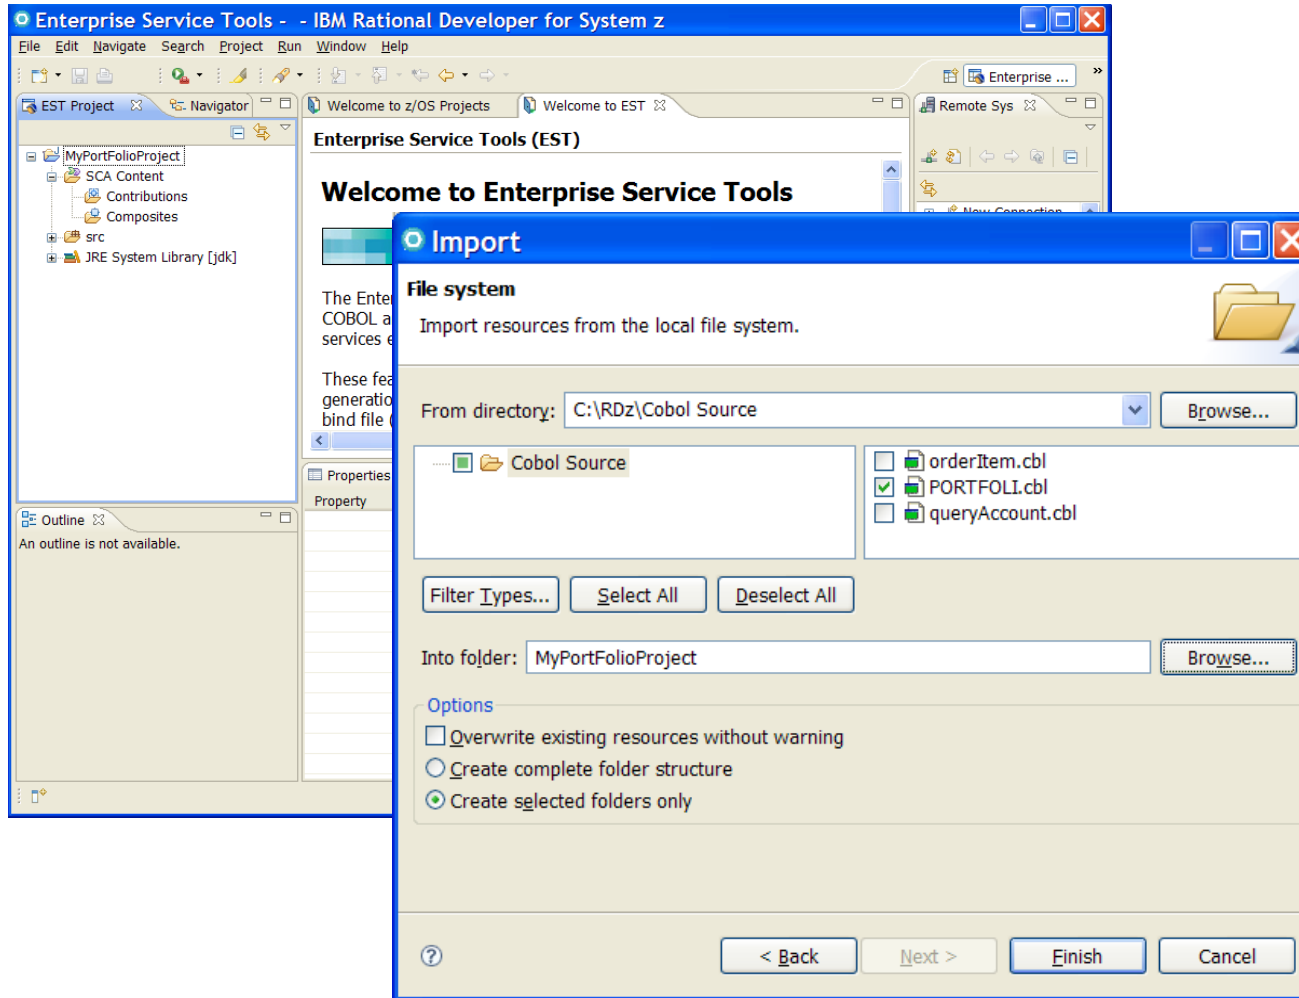 Enterprise Service Tools - - IBM Rational Developer for System z
File Edit Navigate Search Project Run Window Help
Enterprise ...
»
EST Project
Navigator
Welcome to z/OS Projects
Welcome to EST
Remote Sys
MyPortFolioProject
SCA Content
Contributions
Composites
src
JRE System Library [jdk]
Enterprise Service Tools (EST)
Welcome to Enterprise Service Tools
The Enter
COBOL a
services e
These fea
generatio
bind file (
New Connection
Properties
Property
Outline
An outline is not available.
Import
File system
Import resources from the local file system.
From directory: C:\RDz\Cobol Source Browse...
Cobol Source
orderItem.cbl
PORTFOLI.cbl
queryAccount.cbl
Filter Types... Select All Deselect All
Into folder: MyPortFolioProject Browse...
Options
Overwrite existing resources without warning
Create complete folder structure
Create selected folders only
? < Back Next > Finish Cancel